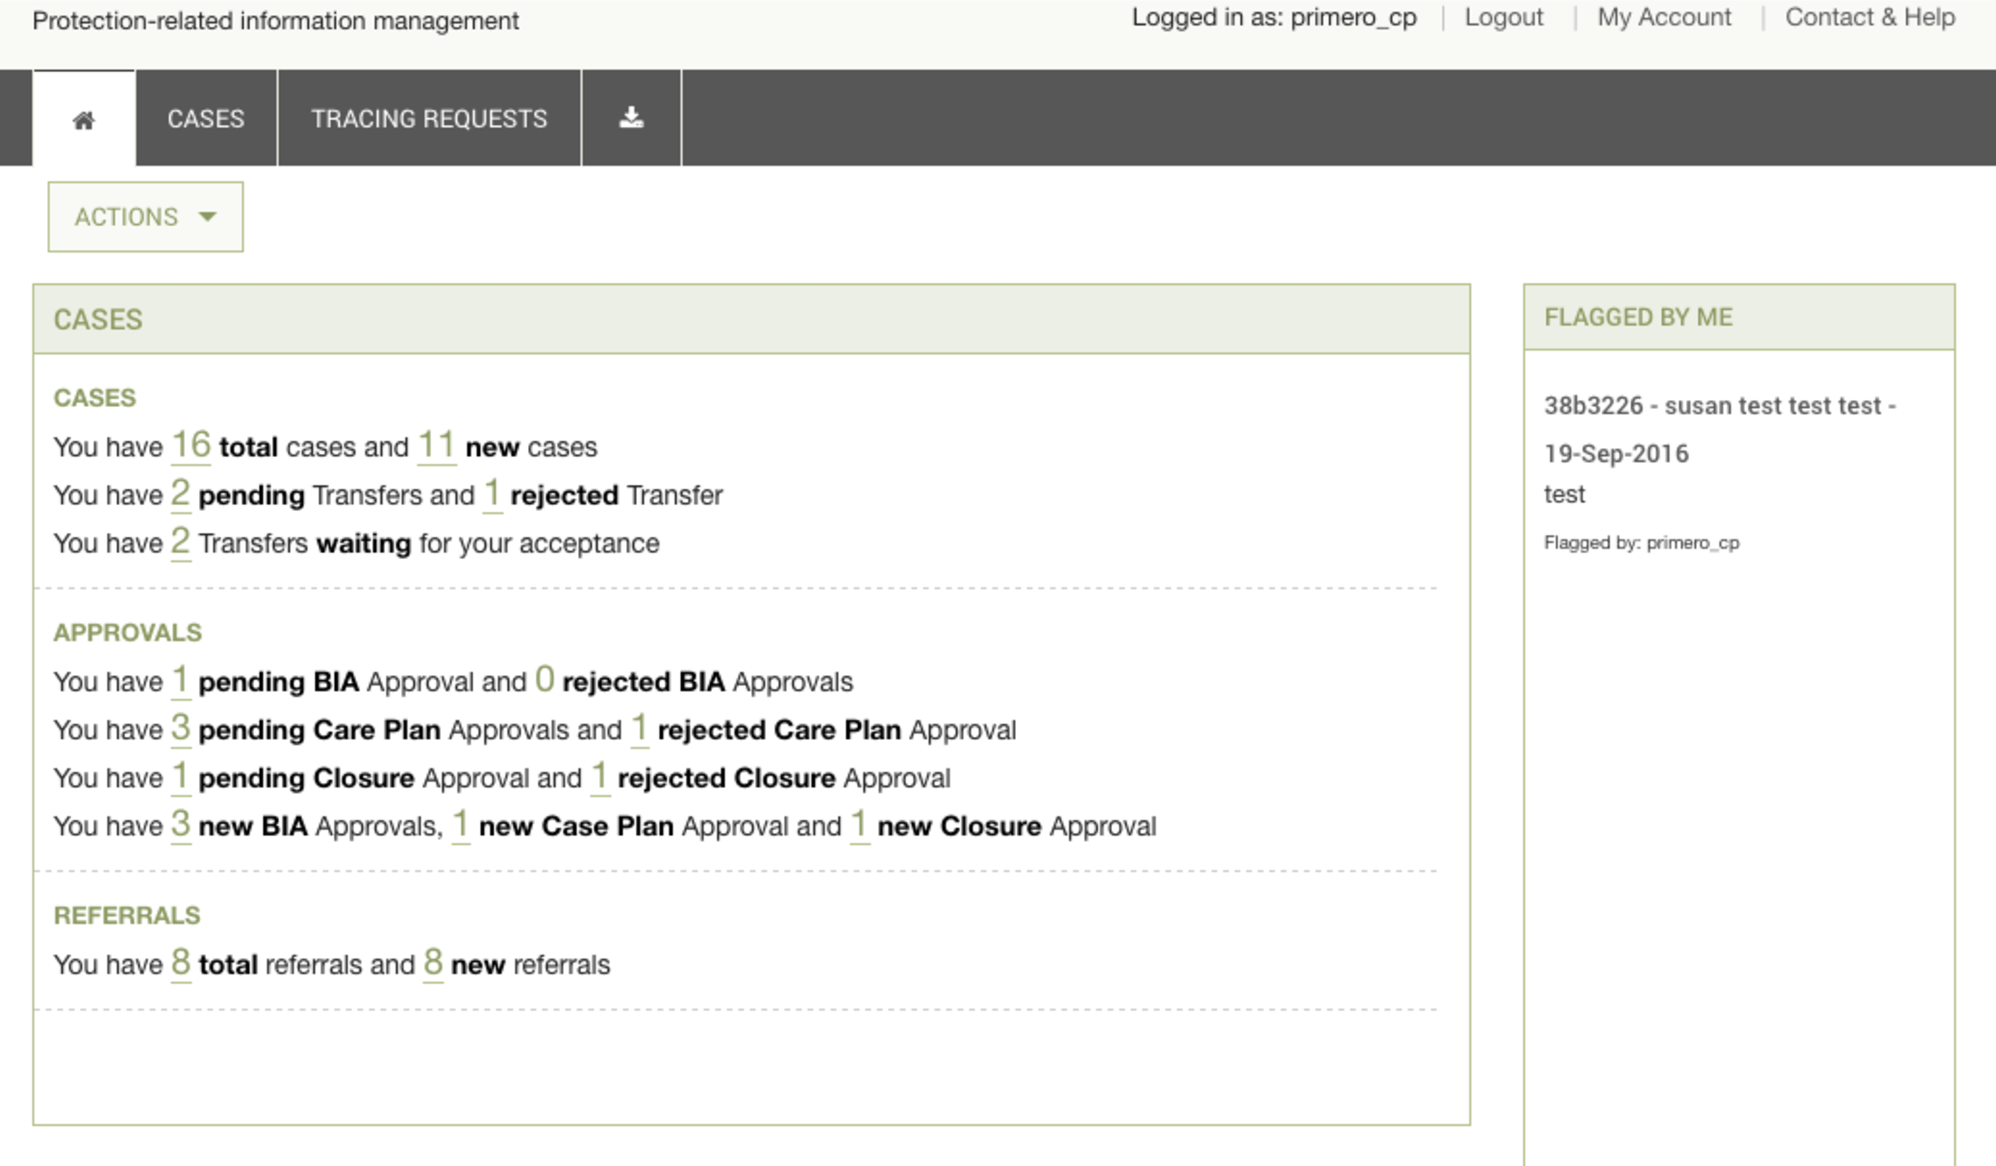 Protection-related information management
Logged in as: primero_cp
Logout
My Account
Contact & Help
CASES
TRACING REQUESTS
ACTIONS
CASES
CASES
You have 16 total cases and 11 new cases
You have 2 pending Transfers and 1 rejected Transfer
You have 2 Transfers waiting for your acceptance
APPROVALS
You have 1 pending BIA Approval and 0 rejected BIA Approvals
You have 3 pending Care Plan Approvals and 1 rejected Care Plan Approval
You have 1 pending Closure Approval and 1 rejected Closure Approval
You have 3 new BIA Approvals, 1 new Case Plan Approval and 1 new Closure Approval
REFERRALS
You have 8 total referrals and 8 new referrals
FLAGGED BY ME
38b3226 - susan test test test -
19-Sep-2016
test
Flagged by: primero_cp